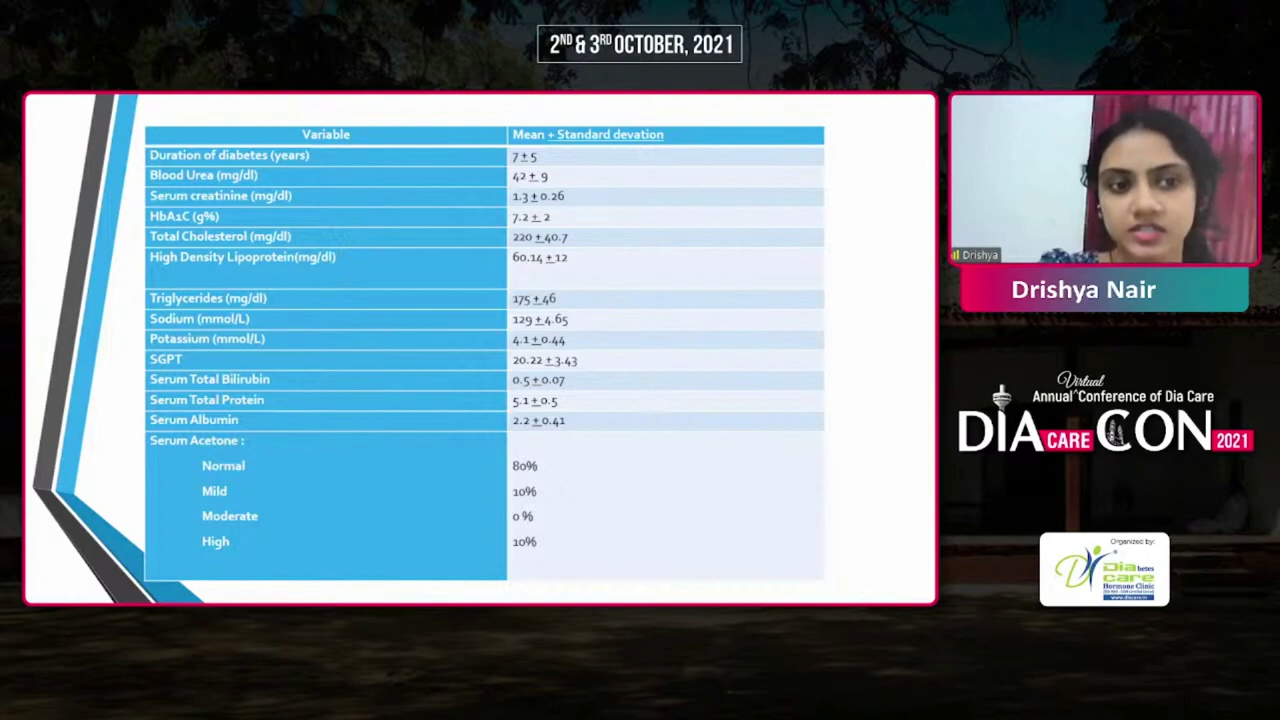 2ND & 3RD OCTOBER, 2021
Variable Mean + Standard devation
Duration of diabetes (years) 7 + 5
Blood Urea (mg/dl) 42 + 9
Serum creatinine (mg/dl) 1.3 + 0.26
HbA1C (g%) 7.2 + 2
Total Cholesterol (mg/dl) 220 + 40.7
High Density Lipoprotein(mg/dl) 60.14 + 12
Triglycerides (mg/dl) 175 + 46
Sodium (mmol/L) 129 + 4.65
Potassium (mmol/L) 4.1 + 0.44
SGPT 20.22 + 3.43
Serum Total Bilirubin 0.5 + 0.07
Serum Total Protein 5.1 + 0.5
Serum Albumin 2.2 + 0.41
Serum Acetone :
Normal 80%
Mild 10%
Moderate 0 %
High 10%
Drishya
Drishya Nair
Virtual
Annual ^ Conference of Dia Care
DIA CARE CON 2021
Organized by:
Diabetes
care
Hormone Clinic
www.diacare.in